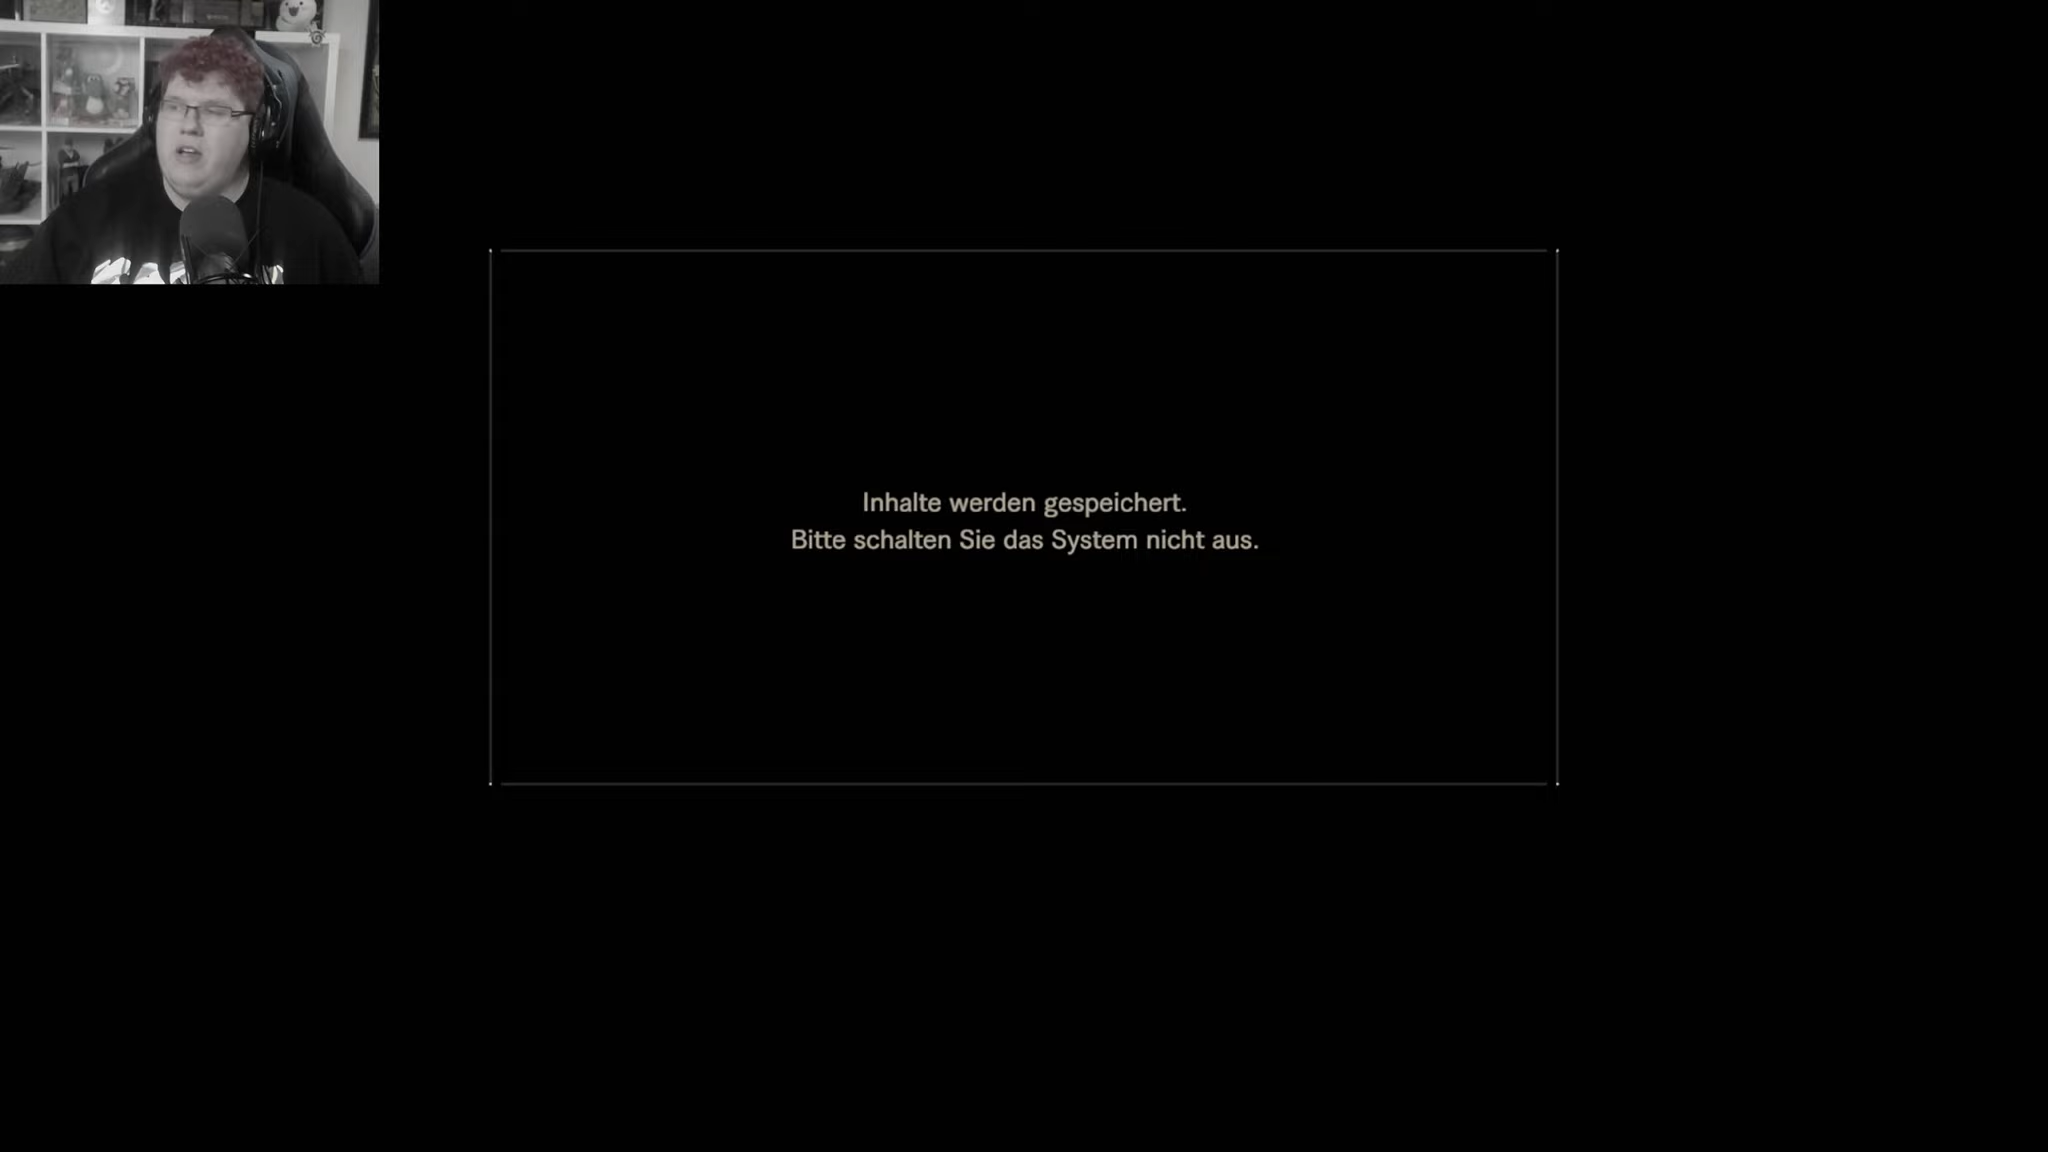 Inhalte werden gespeichert.
Bitte schalten Sie das System nicht aus.